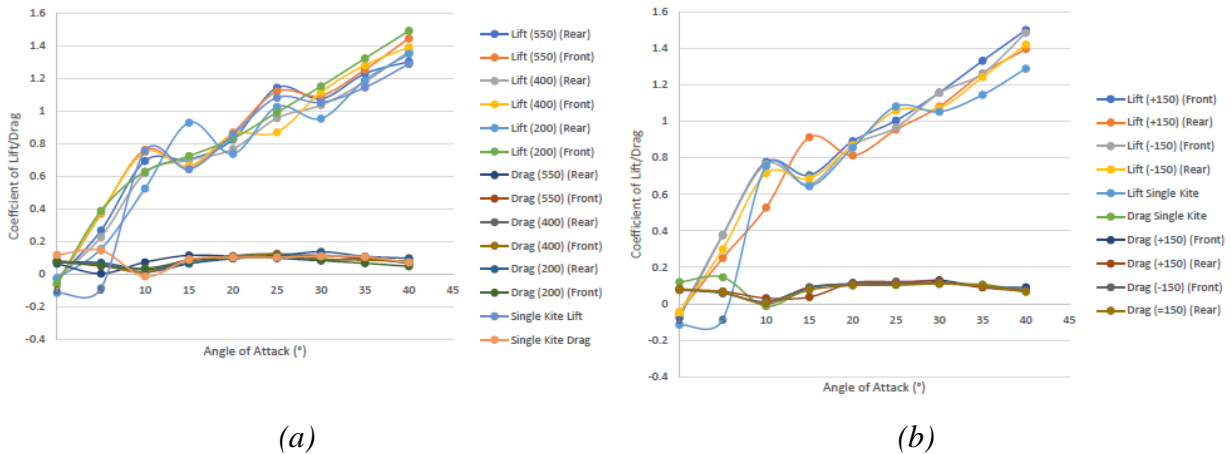 1.6
1.4
1.2
1
0.8
0.6
0.4
0.2
0
-0.2
-0.4
Coefficient of Lift/Drag
10 15 20 25 30 35 40 45
Angle of Attack (°)
Lift (550) (Rear)
Lift (550) (Front)
Lift (400) (Rear)
Lift (400) (Front)
Lift (200) (Rear)
Lift (200) (Front)
Drag (550) (Rear)
Drag (550) (Front)
Drag (400) (Rear)
Drag (400) (Front)
Drag (200) (Rear)
Drag (200) (Front)
Single Kite Lift
Single Kite Drag
(a)
1.6
1.4
1.2
1
0.8
0.6
0.4
0.2
0
-0.2
-0.4
Coefficient of Lift/Drag
10 15 20 25 30 35 40 45
Angle of Attack (°)
Lift (+150) (Front)
Lift (+150) (Rear)
Lift (-150) (Front)
Lift (-150) (Rear)
Lift Single Kite
Drag Single Kite
Drag (+150) (Front)
Drag (+150) (Rear)
Drag (-150) (Front)
Drag (=150) (Rear)
(b)